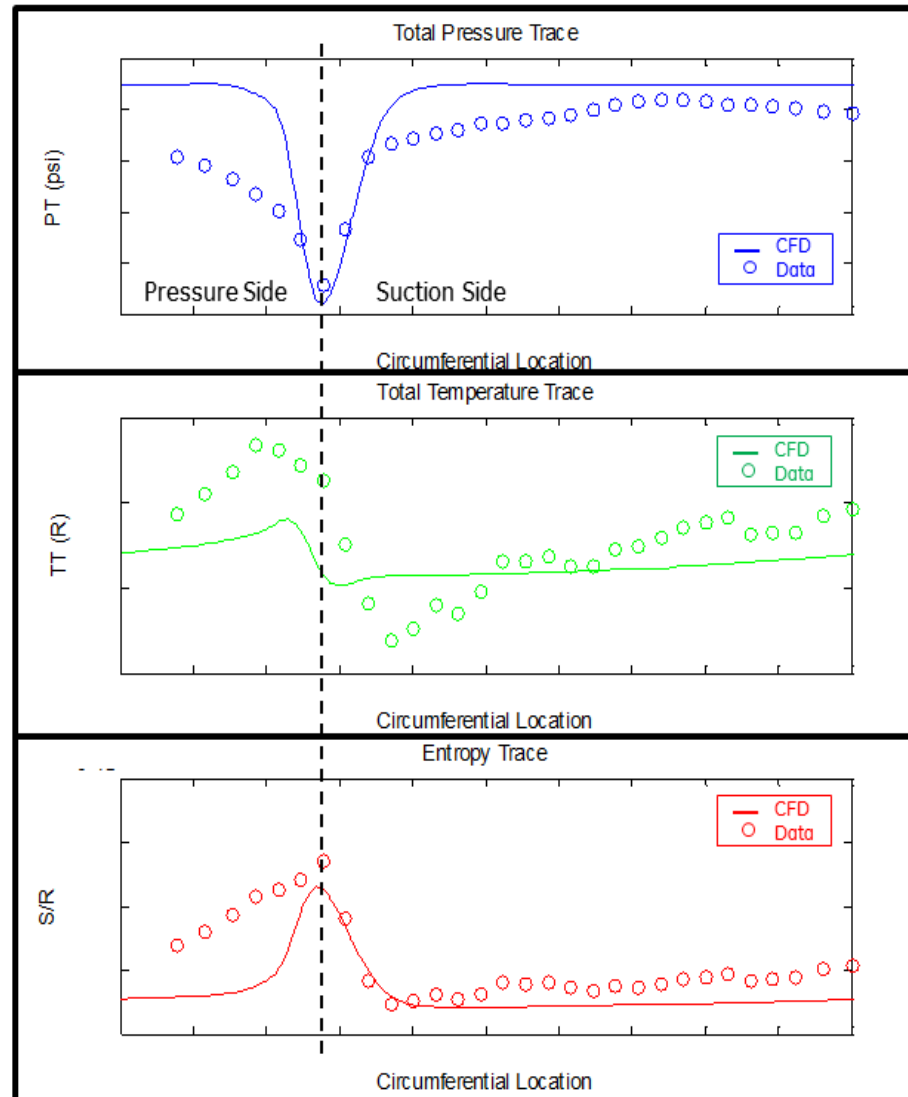 Total Pressure Trace
PT (psi)
CFD
Data
Pressure Side
Suction Side
Circumferential Location
Total Temperature Trace
TT (R)
CFD
Data
Circumferential Location
Entropy Trace
S/R
CFD
Data
Circumferential Location